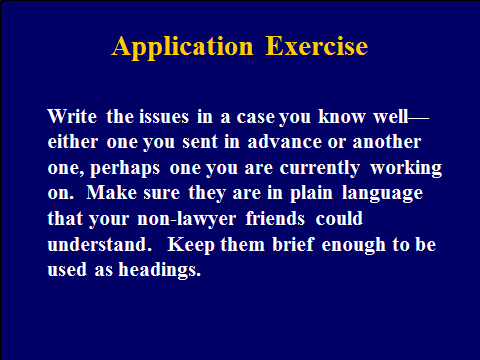 Application Exercise
Write the issues in a case you know well—
either one you sent in advance or another
one, perhaps one you are currently working
on. Make sure they are in plain language
that your non-lawyer friends could
understand. Keep them brief enough to be
used as headings.